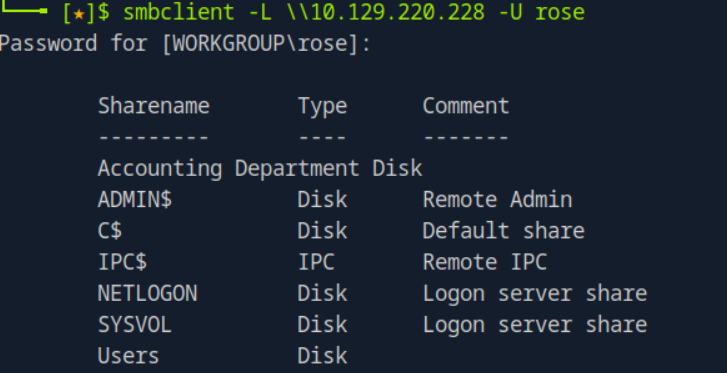 [★]$ smbclient -L \\10.129.220.228 -U rose
Password for [WORKGROUP\rose]:
Sharename Type Comment
--------- ---- -------
Accounting Department Disk
ADMIN$ Disk Remote Admin
C$ Disk Default share
IPC$ IPC Remote IPC
NETLOGON Disk Logon server share
SYSVOL Disk Logon server share
Users Disk